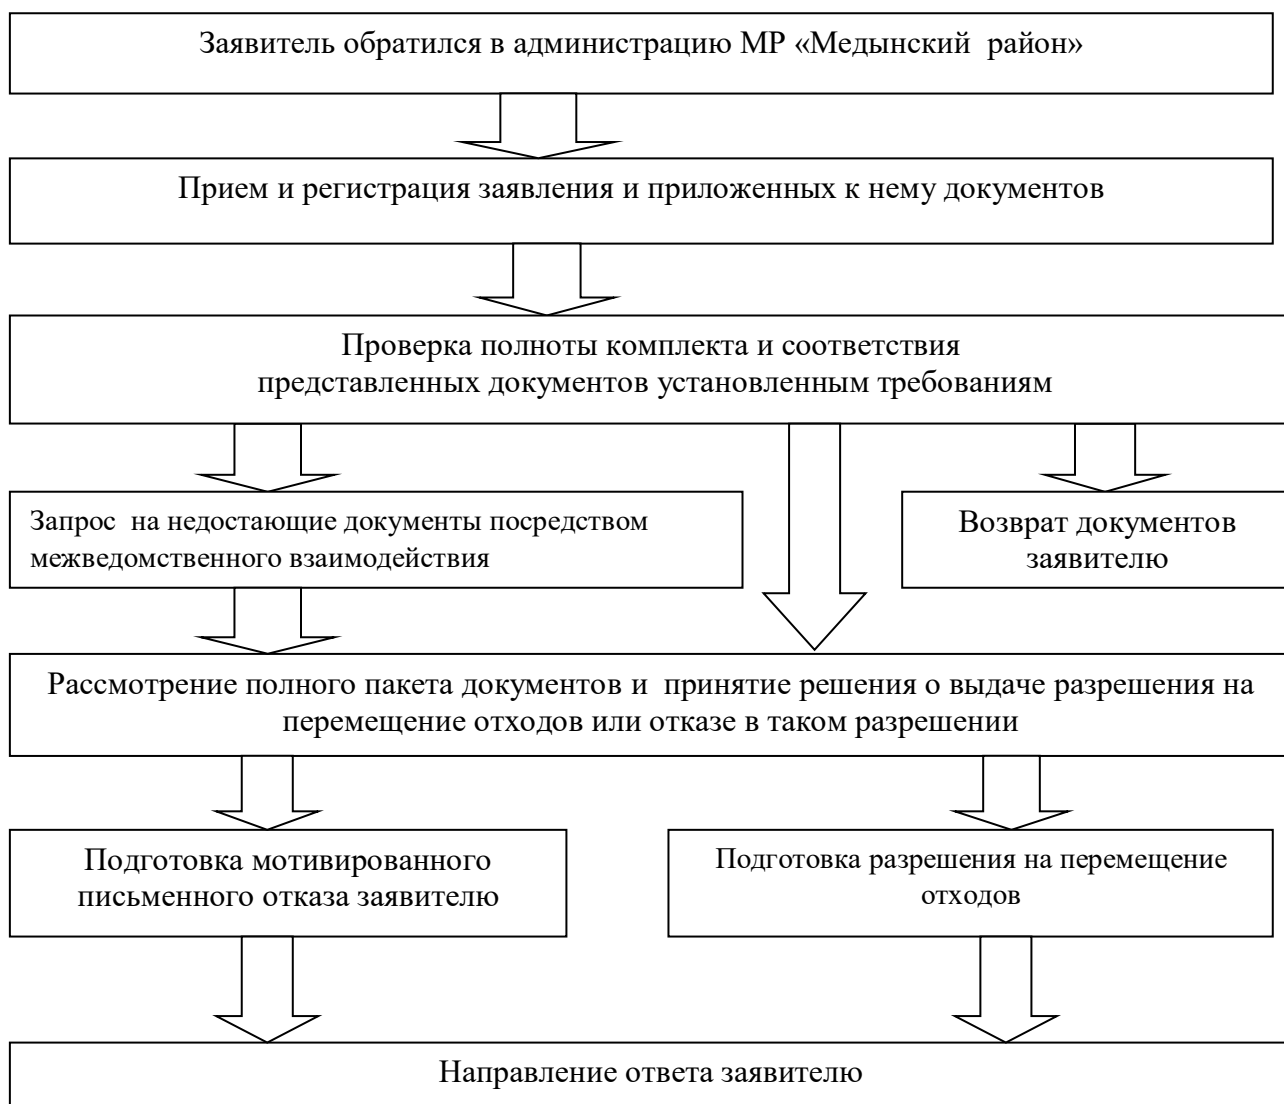 Заявитель обратился в администрацию МР «Медынский  район»
Прием и регистрация заявления и приложенных к нему документов
Проверка полноты комплекта и соответствия
представленных документов установленным требованиям
Запрос  на недостающие документы посредством
межведомственного взаимодействия
Возврат документов
заявителю
Рассмотрение полного пакета документов и  принятие решения о выдаче разрешения на
перемещение отходов или отказе в таком разрешении
Подготовка мотивированного
письменного отказа заявителю
Подготовка разрешения на перемещение
отходов
Направление ответа заявителю